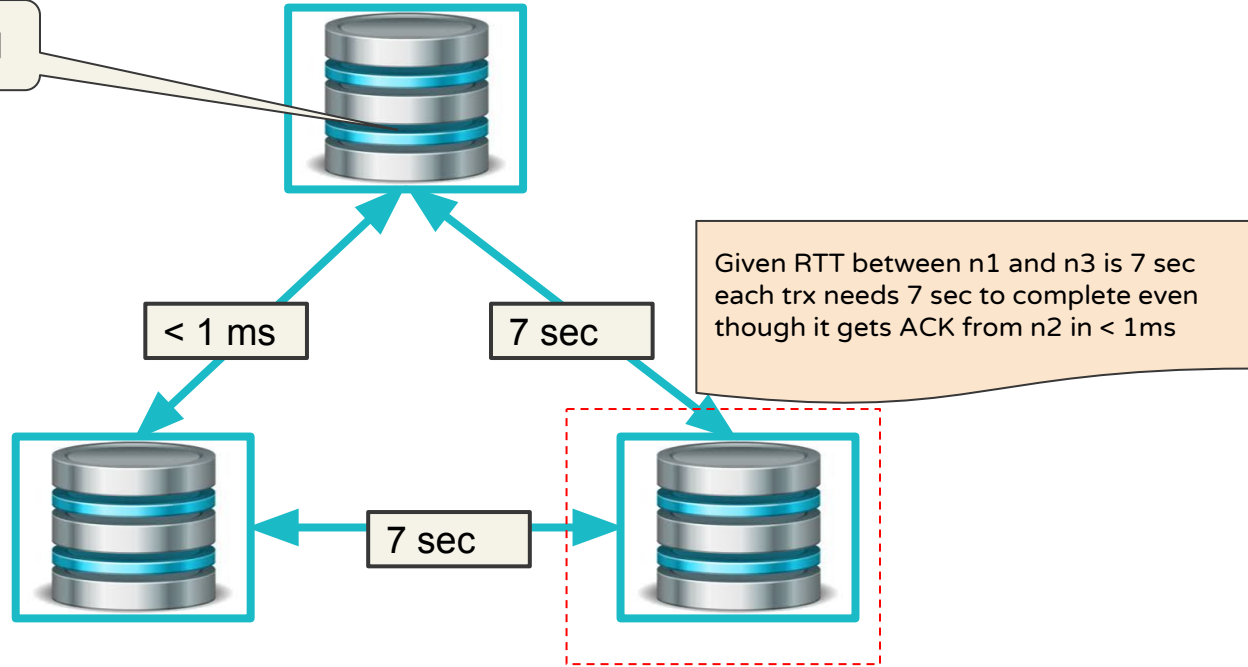 Given RTT between n1 and n3 is 7 sec
each trx needs 7 sec to complete even
though it gets ACK from n2 in < 1ms
< 1 ms
7 sec
7 sec